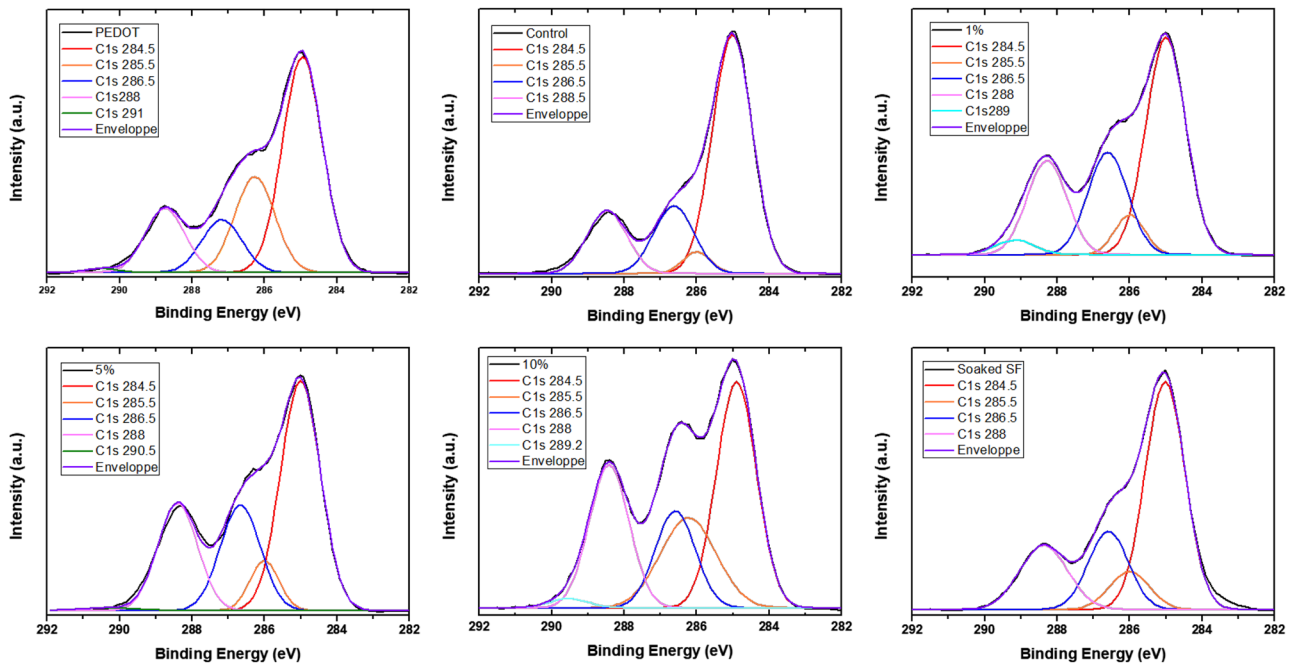 PEDOT
C1s 284.5
C1s 285.5
C1s 286.5
C1s288
C1s 291
Enveloppe
Intensity (a.u.)
292 290 288 286 284 282
Binding Energy (eV)
Control
C1s 284.5
C1s 285.5
C1s 286.5
C1s 288.5
Enveloppe
Intensity (a.u.)
292 290 288 286 284 282
Binding Energy (eV)
1%
C1s 284.5
C1s 285.5
C1s 286.5
C1s 288
C1s289
Enveloppe
Intensity (a.u.)
292 290 288 286 284 282
Binding Energy (eV)
5%
C1s 284.5
C1s 285.5
C1s 286.5
C1s 288
C1s 290.5
Enveloppe
Intensity (a.u.)
292 290 288 286 284 282
Binding Energy (eV)
10%
C1s 284.5
C1s 285.5
C1s 286.5
C1s 288
C1s 289.2
Enveloppe
Intensity (a.u.)
292 290 288 286 284 282
Binding Energy (eV)
Soaked SF
C1s 284.5
C1s 285.5
C1s 286.5
C1s 288
Enveloppe
Intensity (a.u.)
292 290 288 286 284 282
Binding Energy (eV)